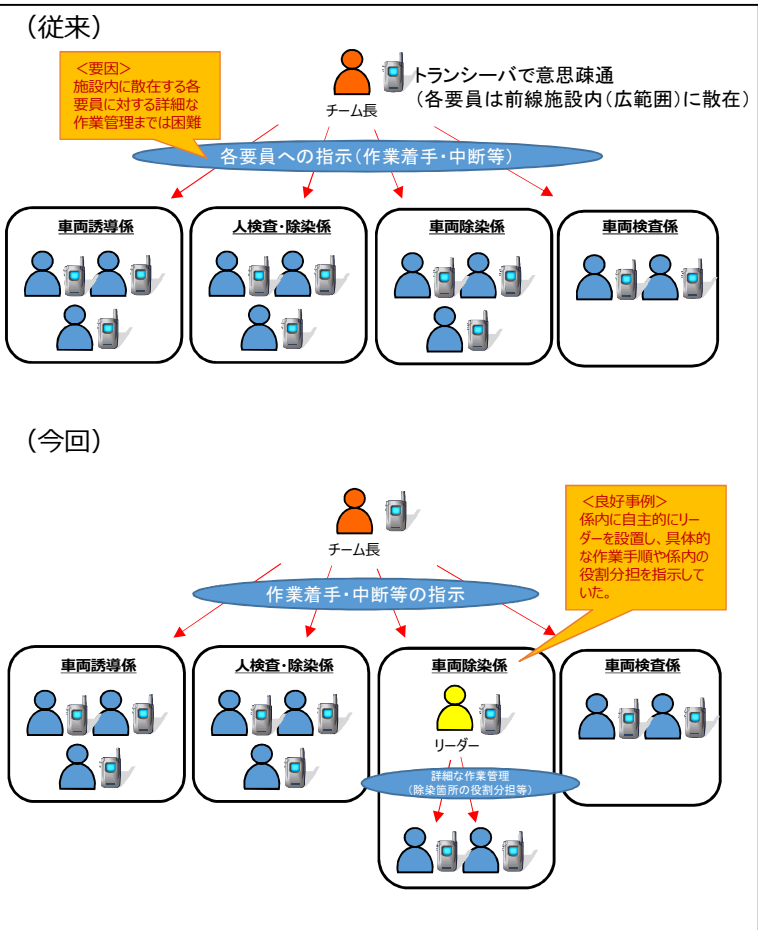 （従来）
＜要因＞
施設内に散在する各
要員に対する詳細な
作業管理までは困難
トランシーバで意思疎通
（各要員は前線施設内（広範囲）に散在）
チーム長
各要員への指示（作業着手・中断等）
車両誘導係
人検査・除染係
車両除染係
車両検査係
（今回）
＜良好事例＞
係内に自主的にリー
ダーを設置し、具体的
な作業手順や係内の
役割分担を指示して
いた。
チーム長
作業着手・中断等の指示
車両誘導係
人検査・除染係
車両除染係
車両検査係
リーダー
詳細な作業管理
（除染箇所の役割分担等）